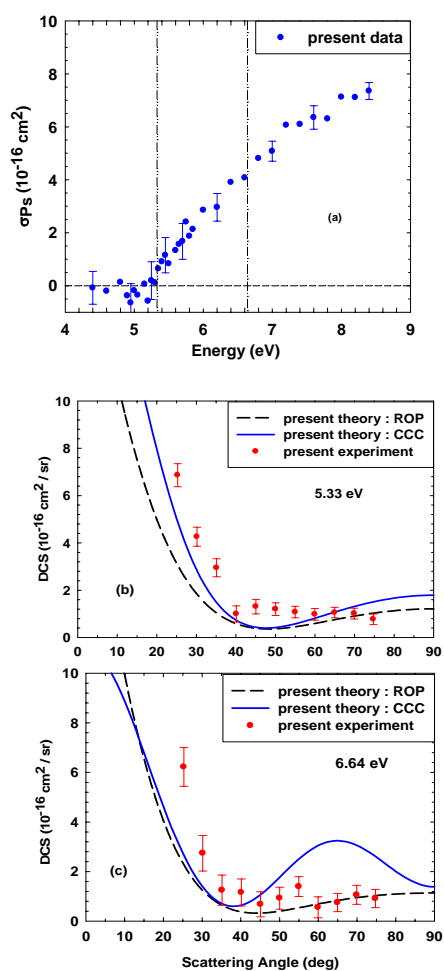 present data
10
8
6
4
2
0
σPs (10-16 cm2)
(a)
4 5 6 7 8 9
Energy (eV)
10
8
6
4
2
0
DCS (10-16 cm2 / sr)
present theory : ROP
present theory : CCC
present experiment
5.33 eV
(b)
0 10 20 30 40 50 60 70 80 90
10
8
6
4
2
0
DCS (10-16 cm2 / sr)
present theory : ROP
present theory : CCC
present experiment
6.64 eV
(c)
0 10 20 30 40 50 60 70 80 90
Scattering Angle (deg)